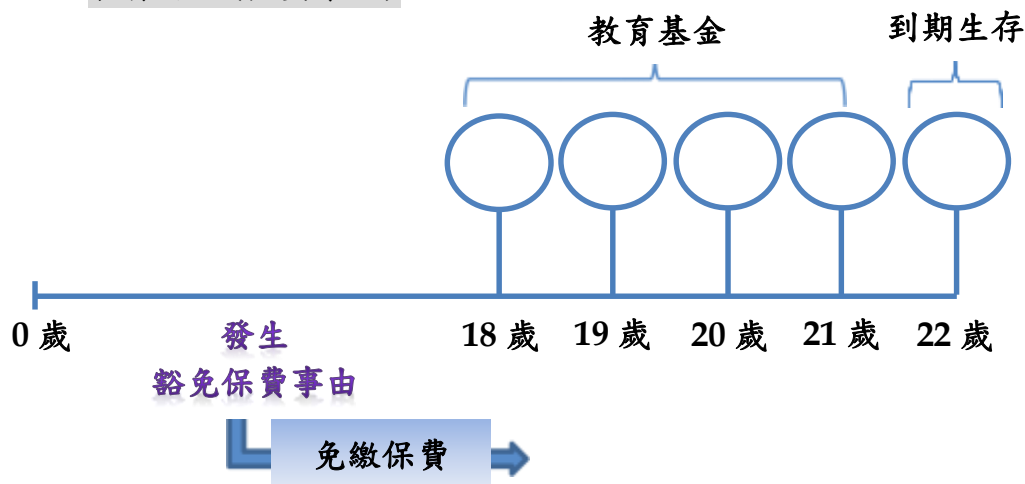 教育基金
到期生存
0 歲
18 歲
19 歲
20 歲
21 歲
22 歲
發生
豁免保費事由
免繳保費